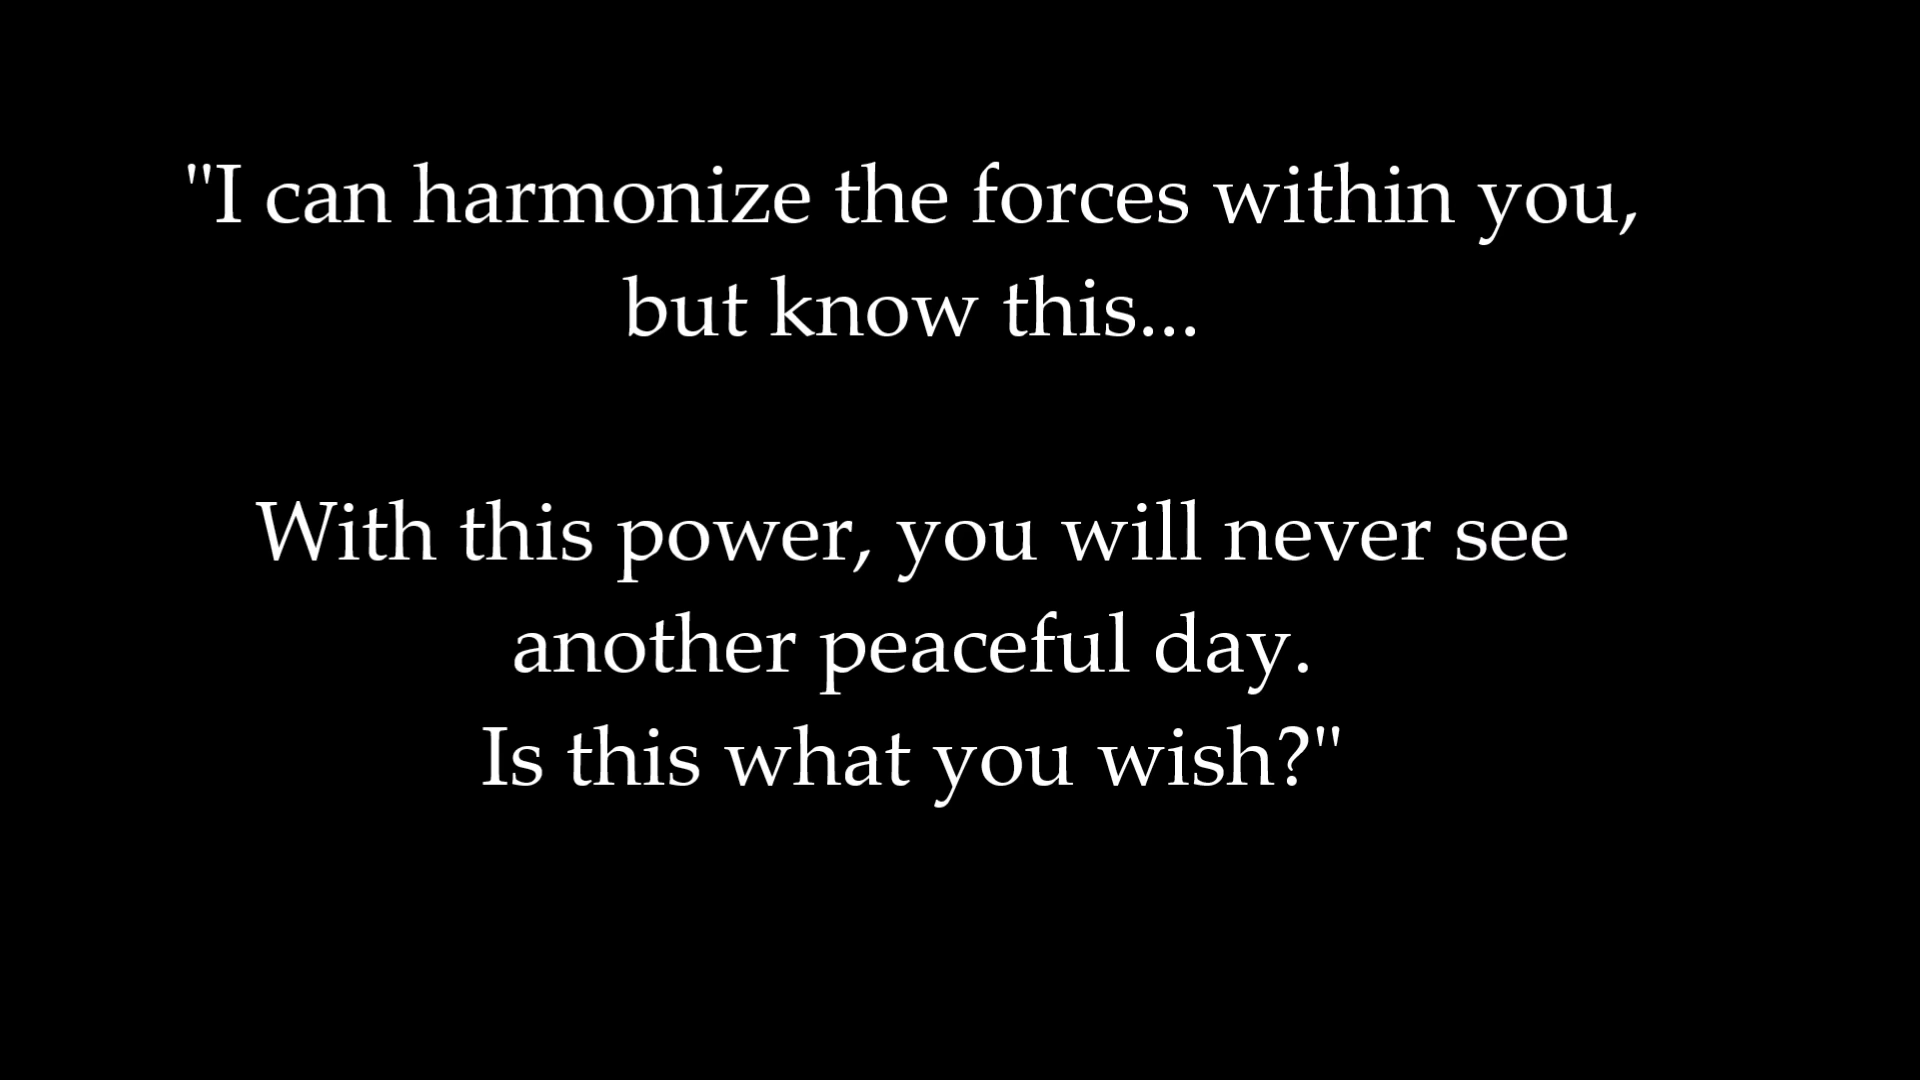 "I can harmonize the forces within you,
but know this...
With this power, you will never see
another peaceful day.
Is this what you wish?"